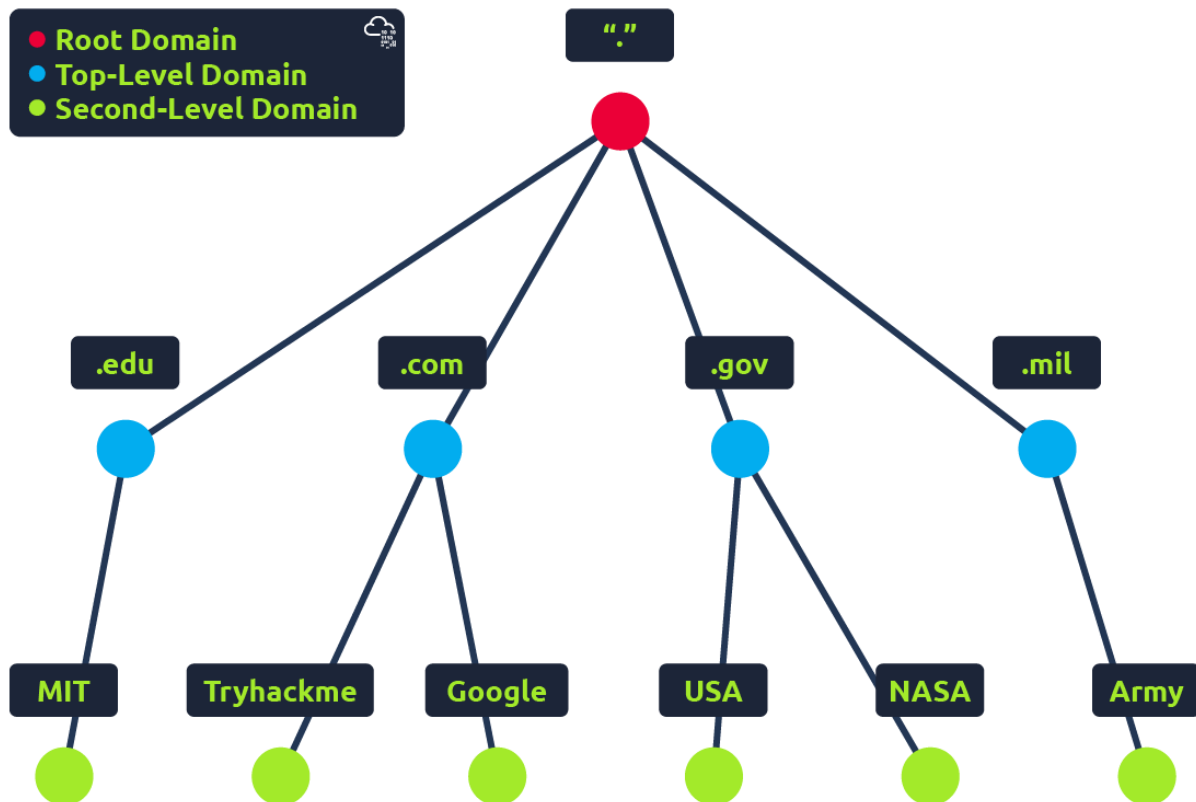 Root Domain
Top-Level Domain
Second-Level Domain
“.”
.edu
.com
.gov
.mil
MIT
Tryhackme
Google
USA
NASA
Army